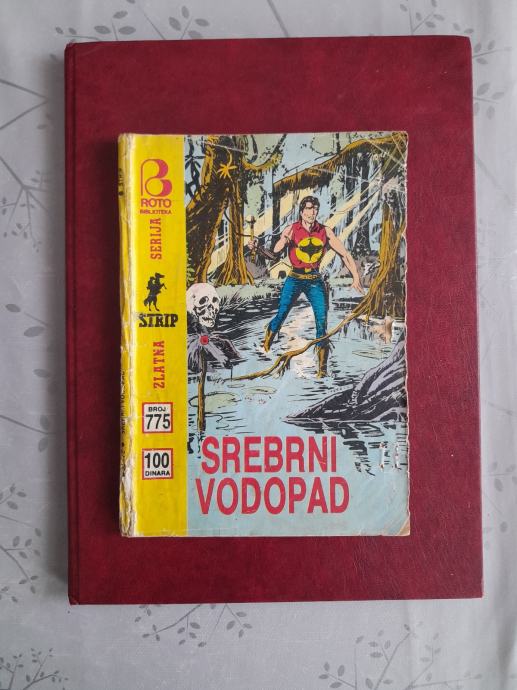 ROTO
BIBLIOTEKA
ZLATNA SERIJA
STRIP
BROJ
775
100
DINARA
SREBRNI
VODOPAD